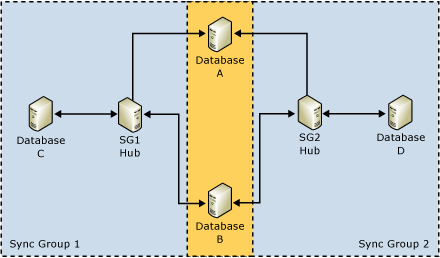 Database
A
Database
C
SG1
Hub
SG2
Hub
Database
D
Database
B
Sync Group 1
Sync Group 2